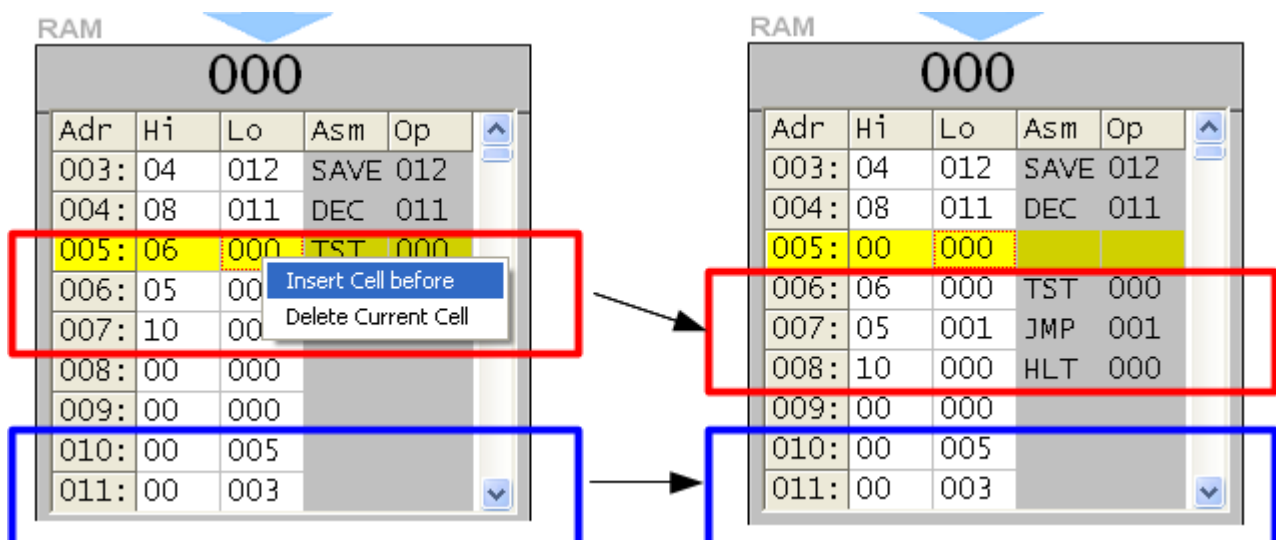 RAM
000
Adr Hi Lo Asm Op
003: 04 012 SAVE 012
004: 08 011 DEC 011
005: 06 000 TST 000
006: 05
Insert Cell before
007: 10
Delete Current Cell
008: 00 000
009: 00 000
010: 00 005
011: 00 003
RAM
000
Adr Hi Lo Asm Op
003: 04 012 SAVE 012
004: 08 011 DEC 011
005: 00 000
006: 06 000 TST 000
007: 05 001 JMP 001
008: 10 000 HLT 000
009: 00 000
010: 00 005
011: 00 003